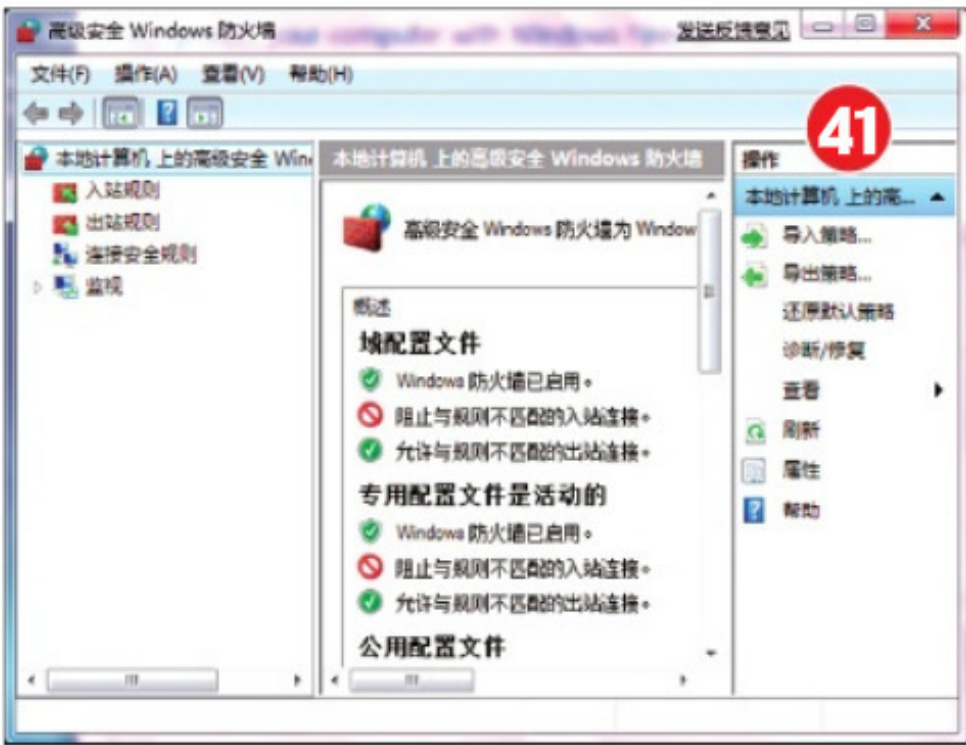 高级安全 Windows 防火墙
发送反馈意见
文件(F) 操作(A) 查看(V) 帮助(H)
41
本地计算机 上的高级安全 Win
入站规则
出站规则
连接安全规则
监视
本地计算机 上的高级安全 Windows 防火墙
高级安全 Windows 防火墙为 Window
概述
域配置文件
Windows 防火墙已启用。
阻止与规则不匹配的入站连接。
允许与规则不匹配的出站连接。
专用配置文件是活动的
Windows 防火墙已启用。
阻止与规则不匹配的入站连接。
允许与规则不匹配的出站连接。
公用配置文件
操作
本地计算机 上的高...
导入策略...
导出策略...
还原默认策略
诊断/修复
查看
刷新
属性
帮助